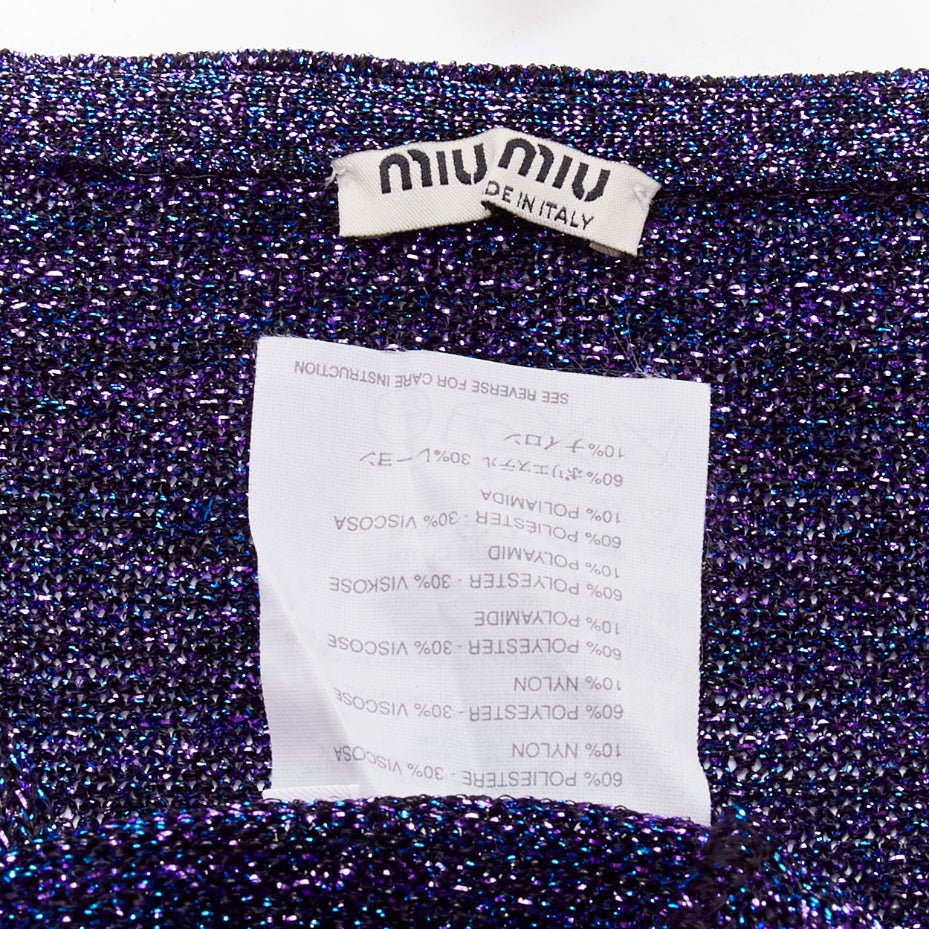 miu miu
DE IN ITALY
60% POLIESTERE - 30% VISCOSA
10% NYLON
60% POLYESTER - 30% VISCOSE
10% NYLON
60% POLYESTER - 30% VISCOSE
10% POLYAMIDE
60% POLYESTER - 30% VISKOSE
10% POLYAMID
60% POLIESTER - 30% VISCOSA
10% POLIAMIDA
60%ポリエステル 30%レーヨン
10%ナイロン
SEE REVERSE FOR CARE INSTRUCTION